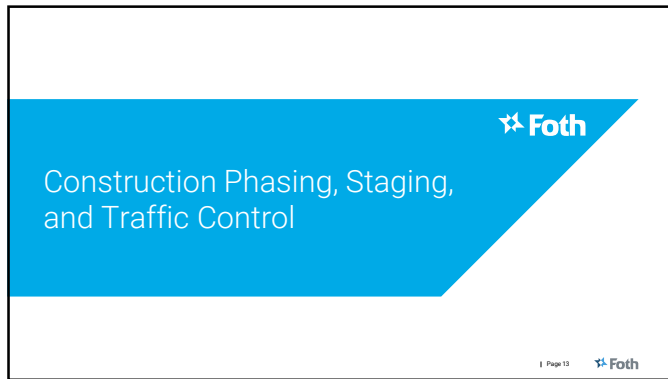 Foth
Construction Phasing, Staging,
and Traffic Control
| Page 13 Foth